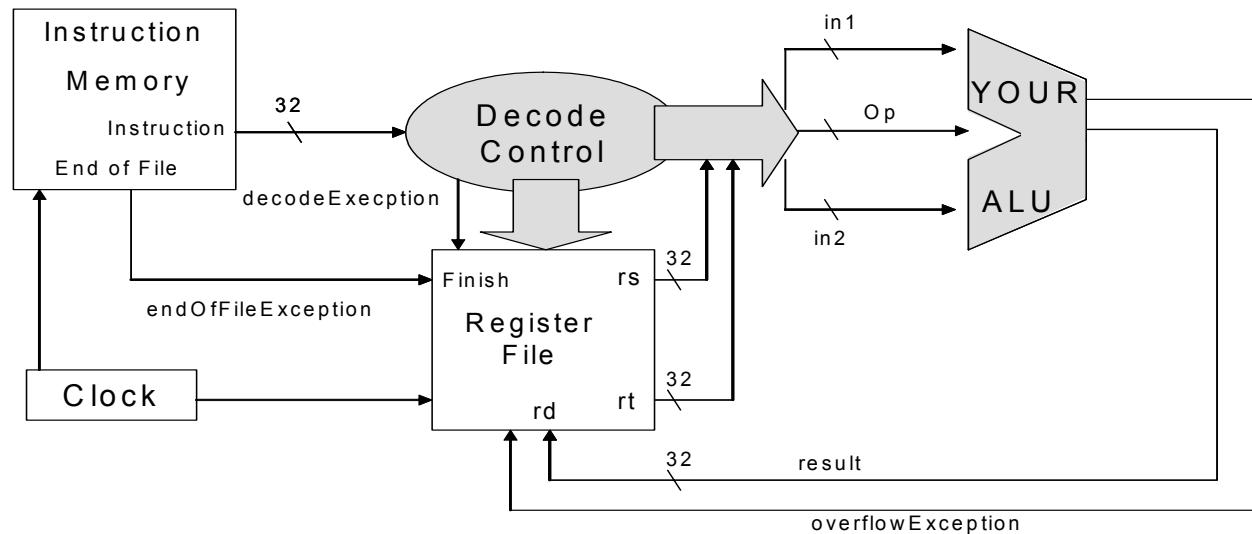 Instruction
Memory
Instruction
End of File
32
Decode
Control
decodeExecption
endOfFileException
Clock
Finish
rs
32
Register
File
rt
32
rd
in1
Op
in2
YOUR
ALU
32
result
overflowException